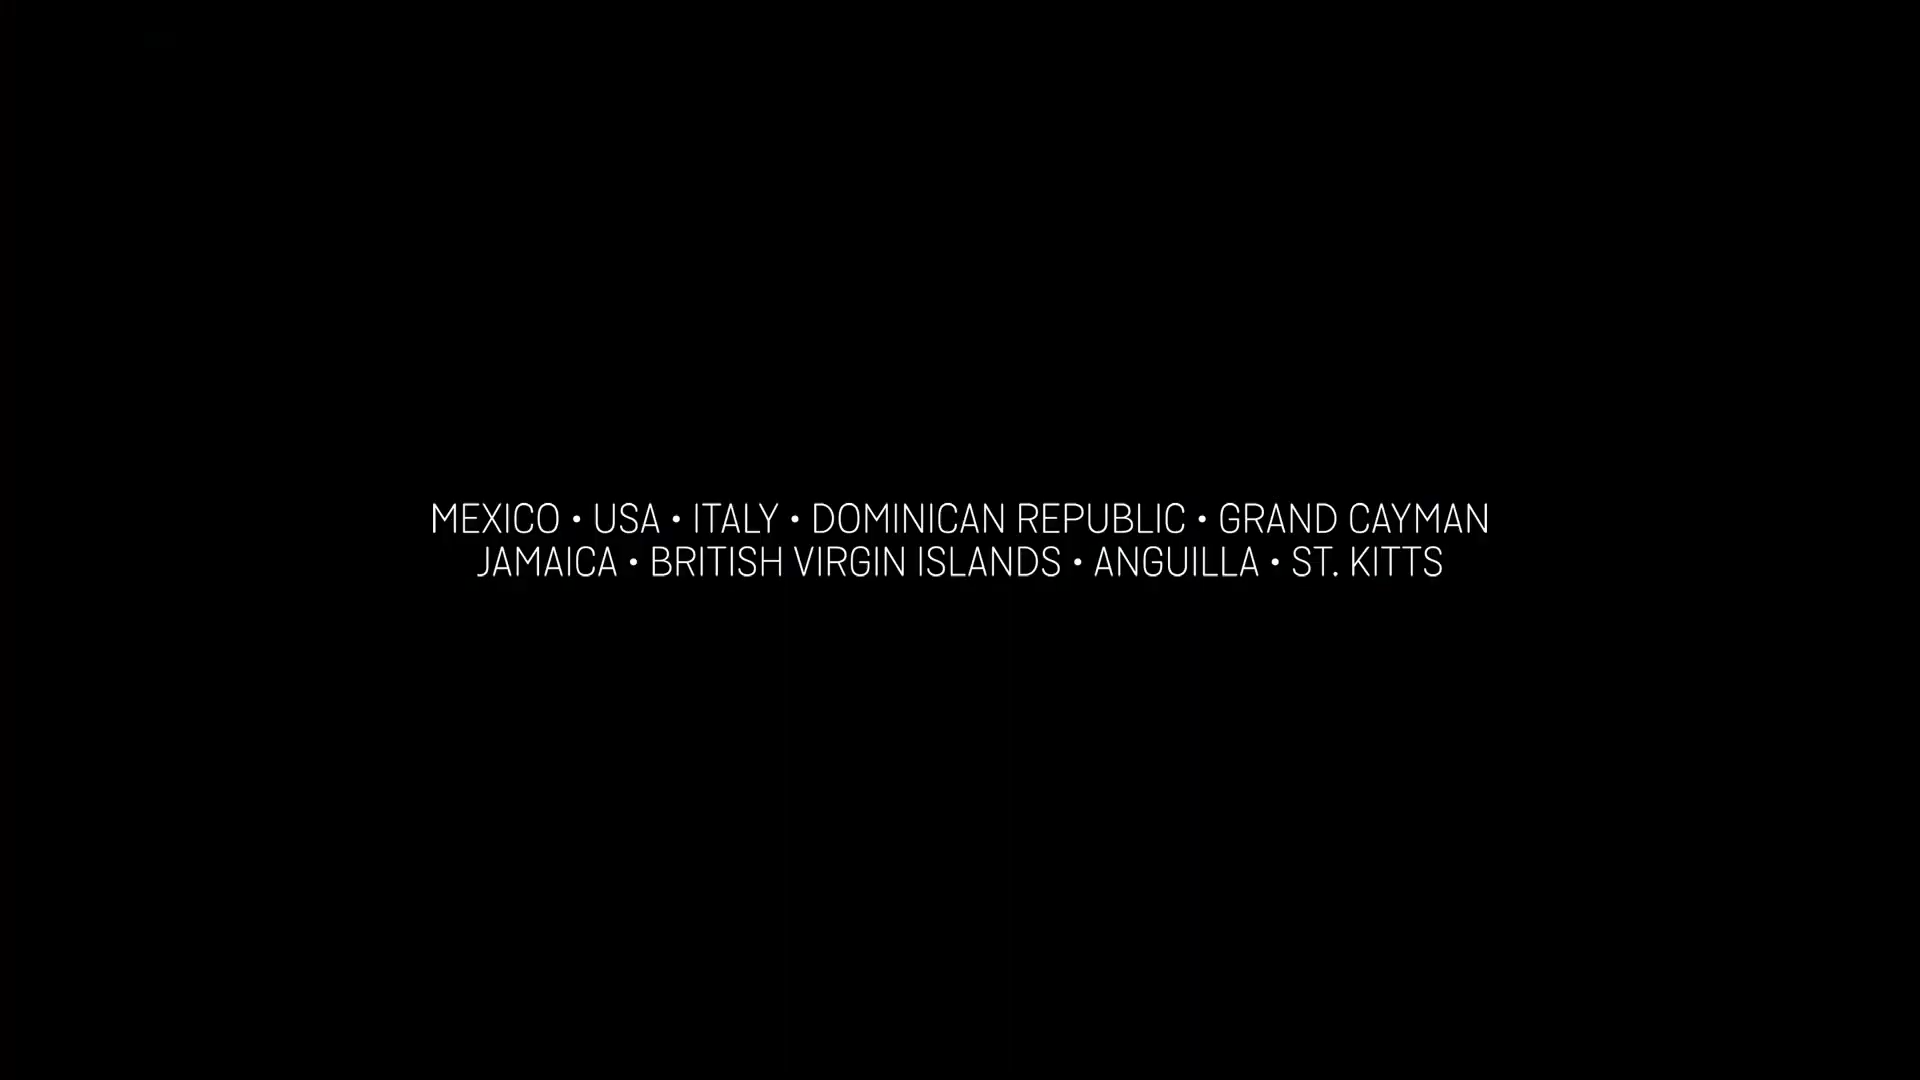 MEXICO • USA • ITALY • DOMINICAN REPUBLIC • GRAND CAYMAN
JAMAICA • BRITISH VIRGIN ISLANDS • ANGUILLA • ST. KITTS